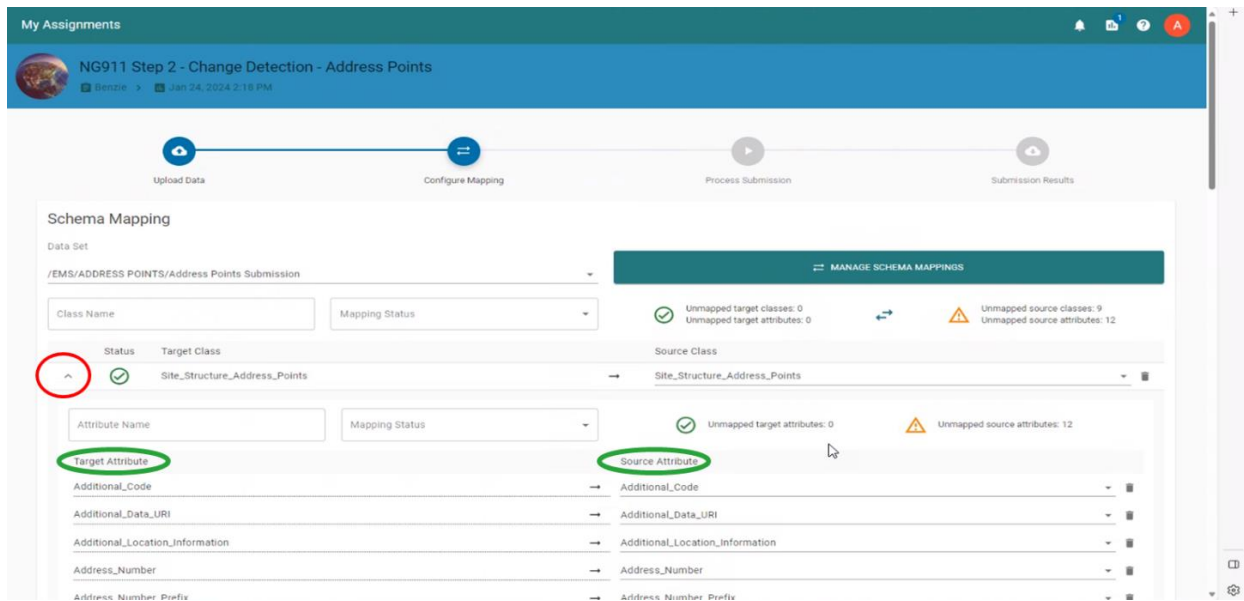 My Assignments
1
A
NG911 Step 2 - Change Detection - Address Points
Benzie > Jan 24, 2024 2:18 PM
Upload Data
Configure Mapping
Process Submission
Submission Results
Schema Mapping
Data Set
/EMS/ADDRESS POINTS/Address Points Submission
MANAGE SCHEMA MAPPINGS
Class Name
Mapping Status
Unmapped target classes: 0
Unmapped target attributes: 0
Unmapped source classes: 9
Unmapped source attributes: 12
Status Target Class Source Class
Site_Structure_Address_Points → Site_Structure_Address_Points
Attribute Name
Mapping Status
Unmapped target attributes: 0
Unmapped source attributes: 12
Target Attribute Source Attribute
Additional_Code → Additional_Code
Additional_Data_URI → Additional_Data_URI
Additional_Location_Information → Additional_Location_Information
Address_Number → Address_Number
Address_Number_Prefix → Address_Number_Prefix